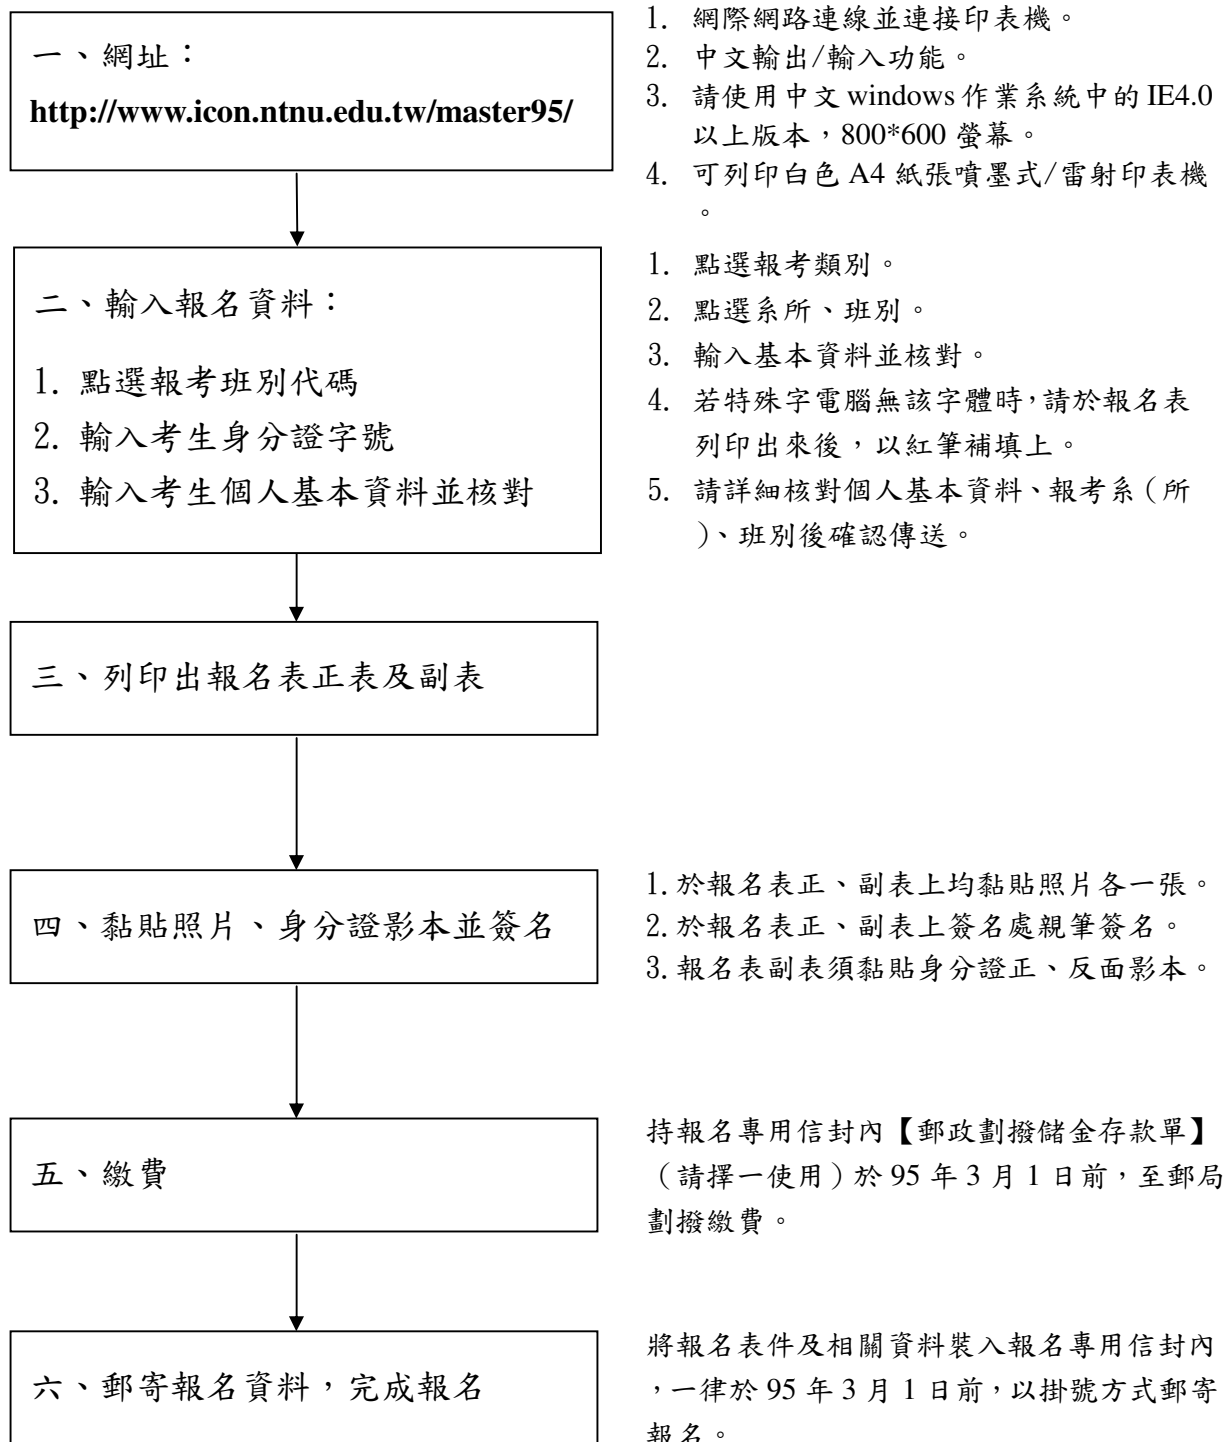 一、網址：
http://www.icon.ntnu.edu.tw/master95/
1. 網際網路連線並連接印表機。
2. 中文輸出/輸入功能。
3. 請使用中文 windows 作業系統中的 IE4.0
以上版本，800*600 螢幕。
4. 可列印白色 A4 紙張噴墨式/雷射印表機
。
二、輸入報名資料：
1. 點選報考班別代碼
2. 輸入考生身分證字號
3. 輸入考生個人基本資料並核對
1. 點選報考類別。
2. 點選系所、班別。
3. 輸入基本資料並核對。
4. 若特殊字電腦無該字體時，請於報名表
列印出來後，以紅筆補填上。
5. 請詳細核對個人基本資料、報考系（所
）、班別後確認傳送。
三、列印出報名表正表及副表
四、黏貼照片、身分證影本並簽名
1.於報名表正、副表上均黏貼照片各一張。
2.於報名表正、副表上簽名處親筆簽名。
3.報名表副表須黏貼身分證正、反面影本。
五、繳費
持報名專用信封內【郵政劃撥儲金存款單】
（請擇一使用）於 95 年 3 月 1 日前，至郵局
劃撥繳費。
六、郵寄報名資料，完成報名
將報名表件及相關資料裝入報名專用信封內
，一律於 95 年 3 月 1 日前，以掛號方式郵寄
報名。